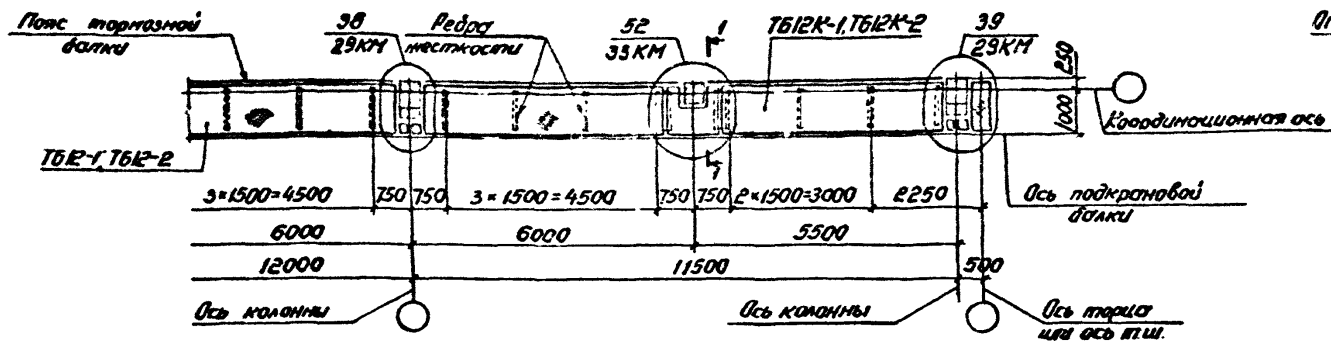 Пояс тормозной
балки
38
29КМ
Ребра
жесткости
52
33КМ
1
ТБ12К-1, ТБ12К-2
39
29КМ
250
1000
Координационная ось
ТБ12-1, ТБ12-2
1
3×1500=4500
750
750
3×1500=4500
750
750
2×1500=3000
2250
Ось подкрановой
балки
6000
6000
5500
12000
11500
500
Ось колонны
Ось колонны
Ось торца
или ось т.ш.